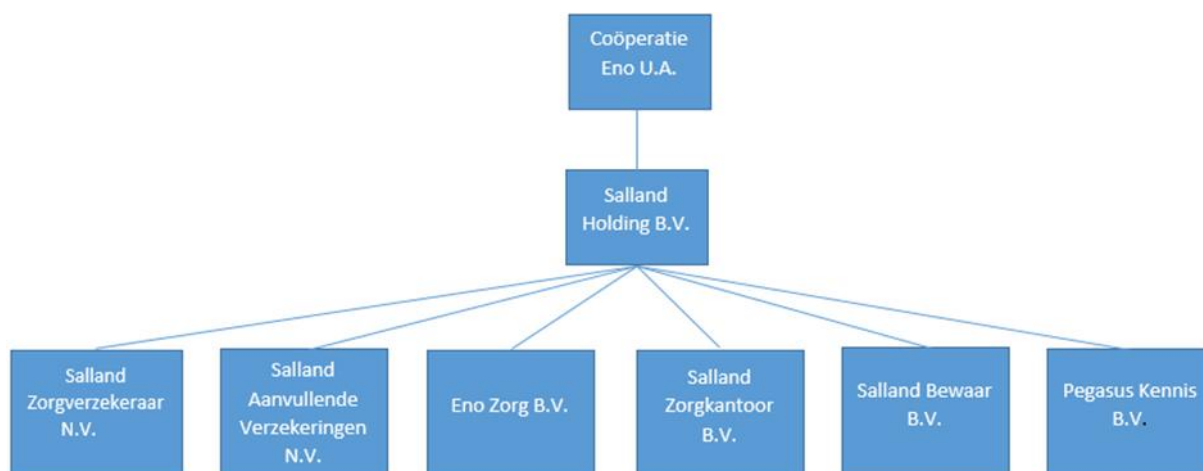 Coöperatie
Eno U.A.
Salland
Holding B.V.
Salland
Zorgverzekeraar
N.V.
Salland
Aanvullende
Verzekeringen
N.V.
Eno Zorg B.V.
Salland
Zorgkantoor
B.V.
Salland Bewaar
B.V.
Pegasus Kennis
B.V.